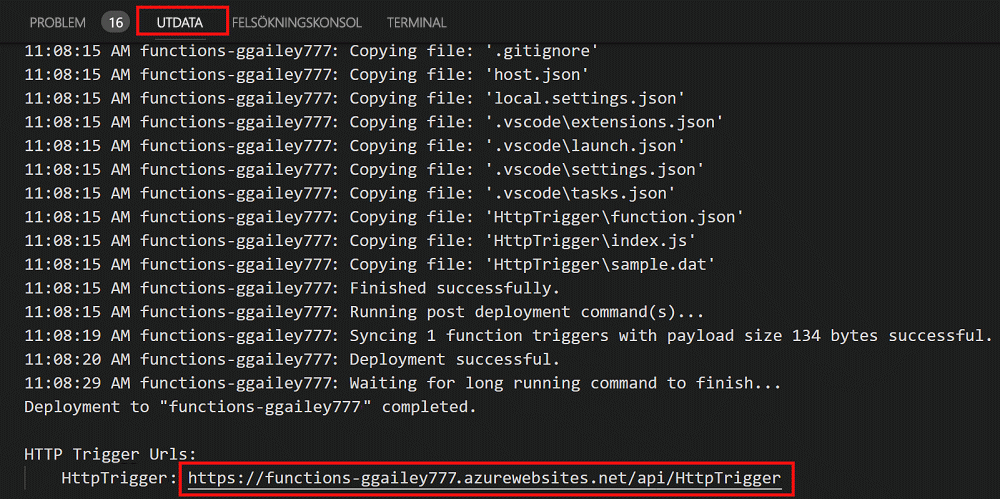 PROBLEM 16 UTDATA FELSÖKNINGSKONSOL TERMINAL
11:08:15 AM functions-ggailey777: Copying file: '.gitignore'
11:08:15 AM functions-ggailey777: Copying file: 'host.json'
11:08:15 AM functions-ggailey777: Copying file: 'local.settings.json'
11:08:15 AM functions-ggailey777: Copying file: '.vscode\extensions.json'
11:08:15 AM functions-ggailey777: Copying file: '.vscode\launch.json'
11:08:15 AM functions-ggailey777: Copying file: '.vscode\settings.json'
11:08:15 AM functions-ggailey777: Copying file: '.vscode\tasks.json'
11:08:15 AM functions-ggailey777: Copying file: 'HttpTrigger\function.json'
11:08:15 AM functions-ggailey777: Copying file: 'HttpTrigger\index.js'
11:08:15 AM functions-ggailey777: Copying file: 'HttpTrigger\sample.dat'
11:08:15 AM functions-ggailey777: Finished successfully.
11:08:15 AM functions-ggailey777: Running post deployment command(s)...
11:08:19 AM functions-ggailey777: Syncing 1 function triggers with payload size 134 bytes successful.
11:08:20 AM functions-ggailey777: Deployment successful.
11:08:29 AM functions-ggailey777: Waiting for long running command to finish...
Deployment to "functions-ggailey777" completed.
HTTP Trigger Urls:
HttpTrigger: https://functions-ggailey777.azurewebsites.net/api/HttpTrigger